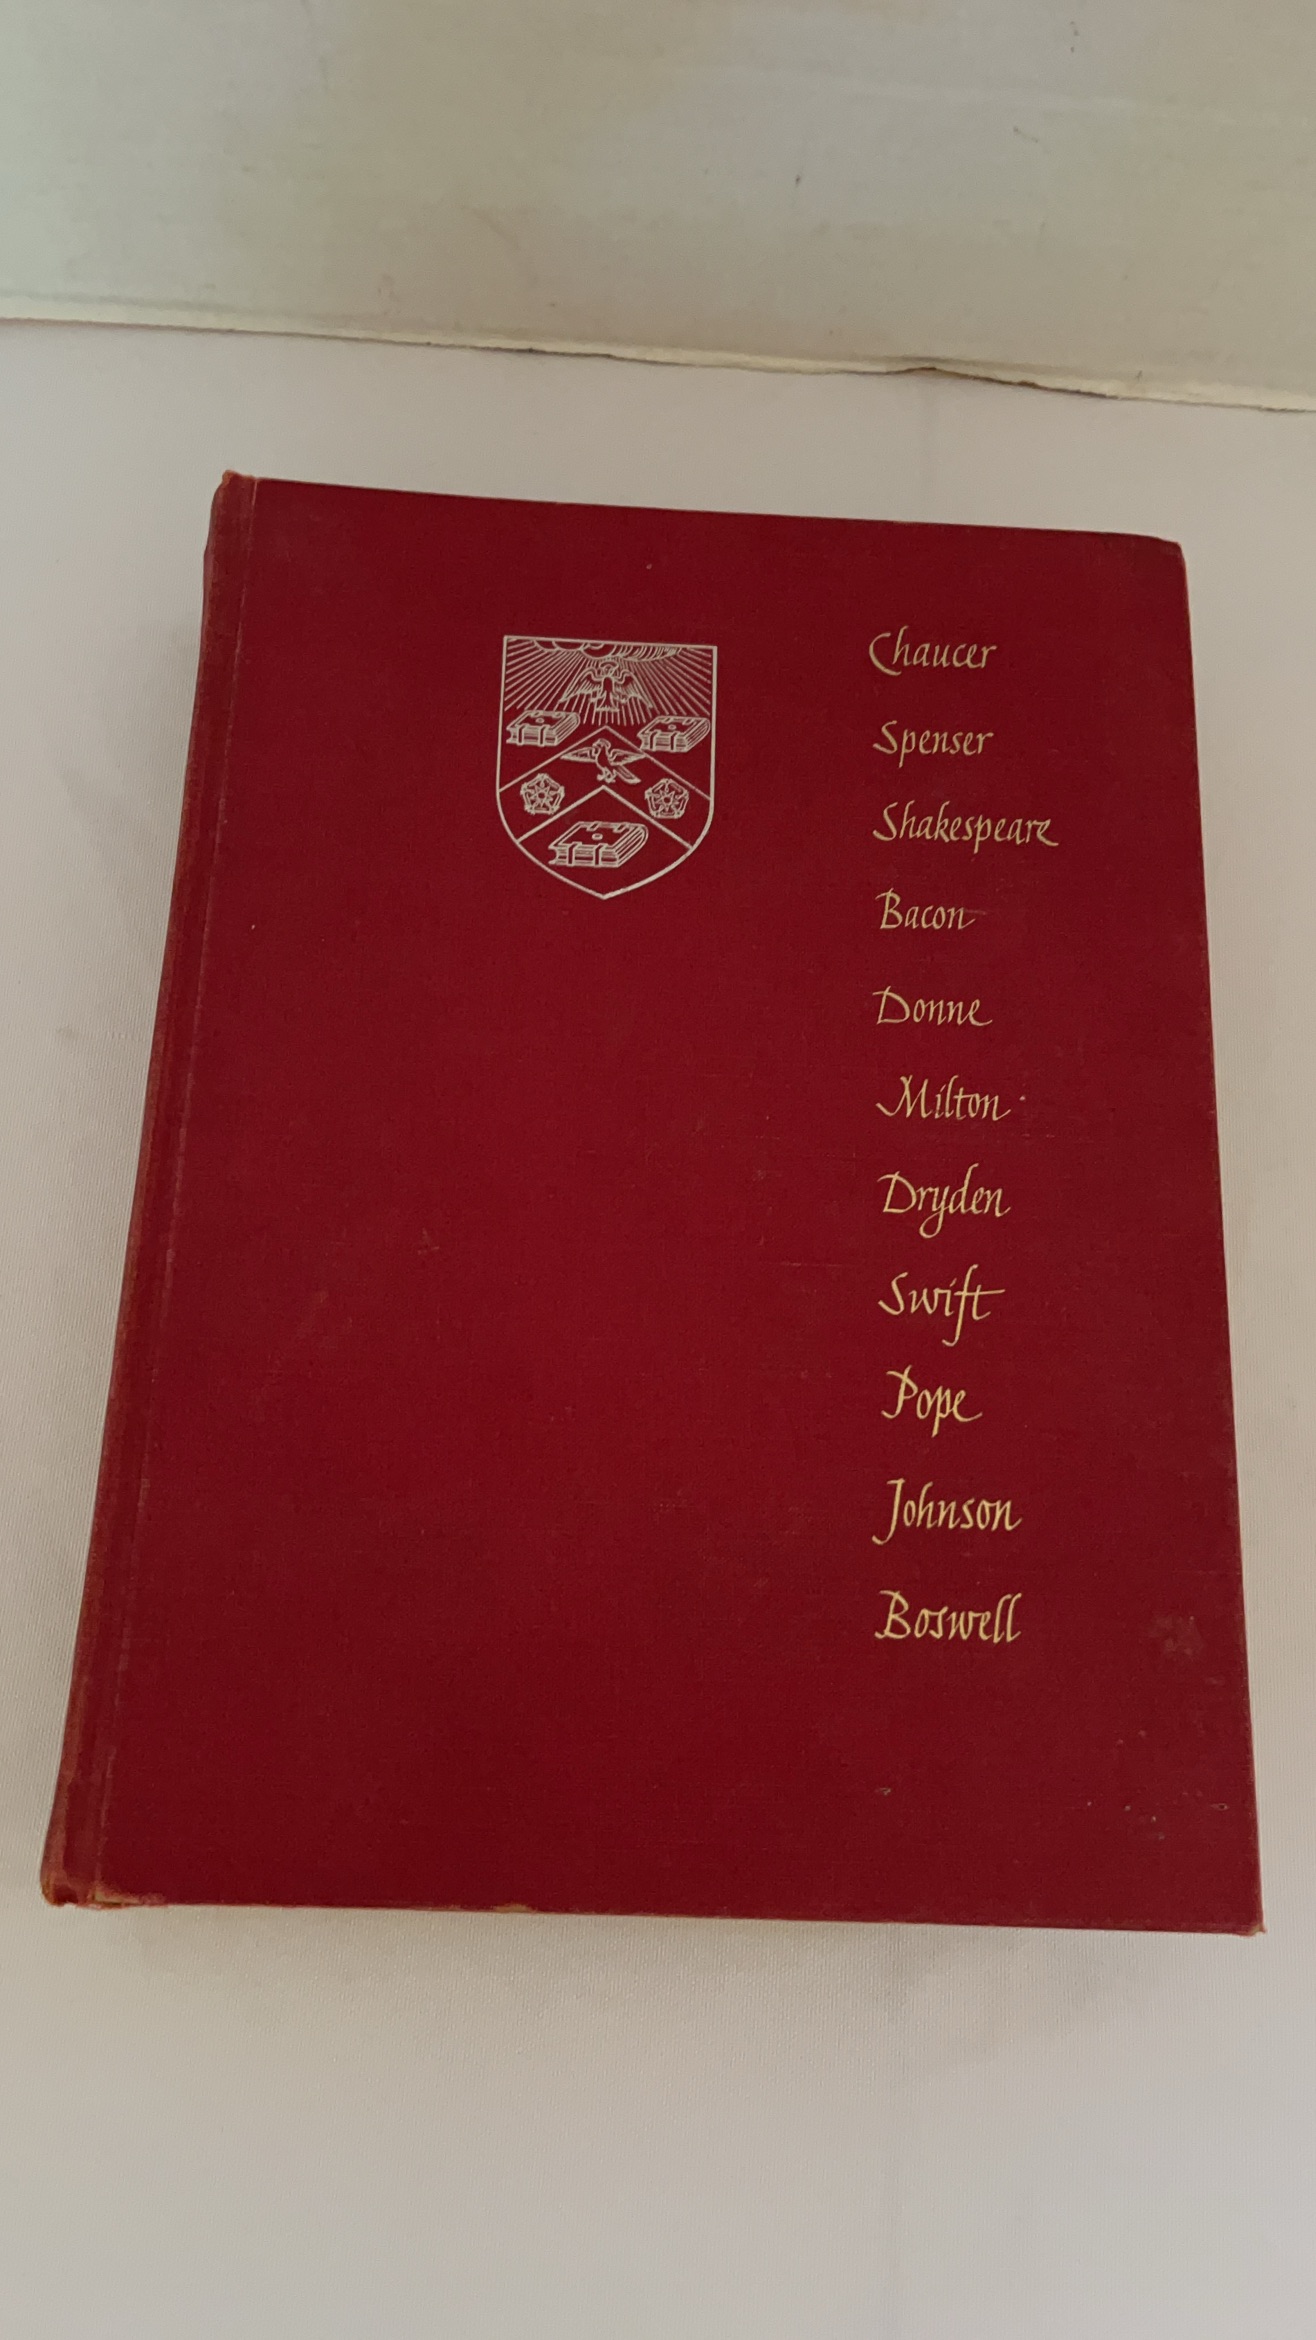 Chaucer
Spenser
Shakespeare
Bacon
Donne
Milton
Dryden
Swift
Pope
Johnson
Boswell